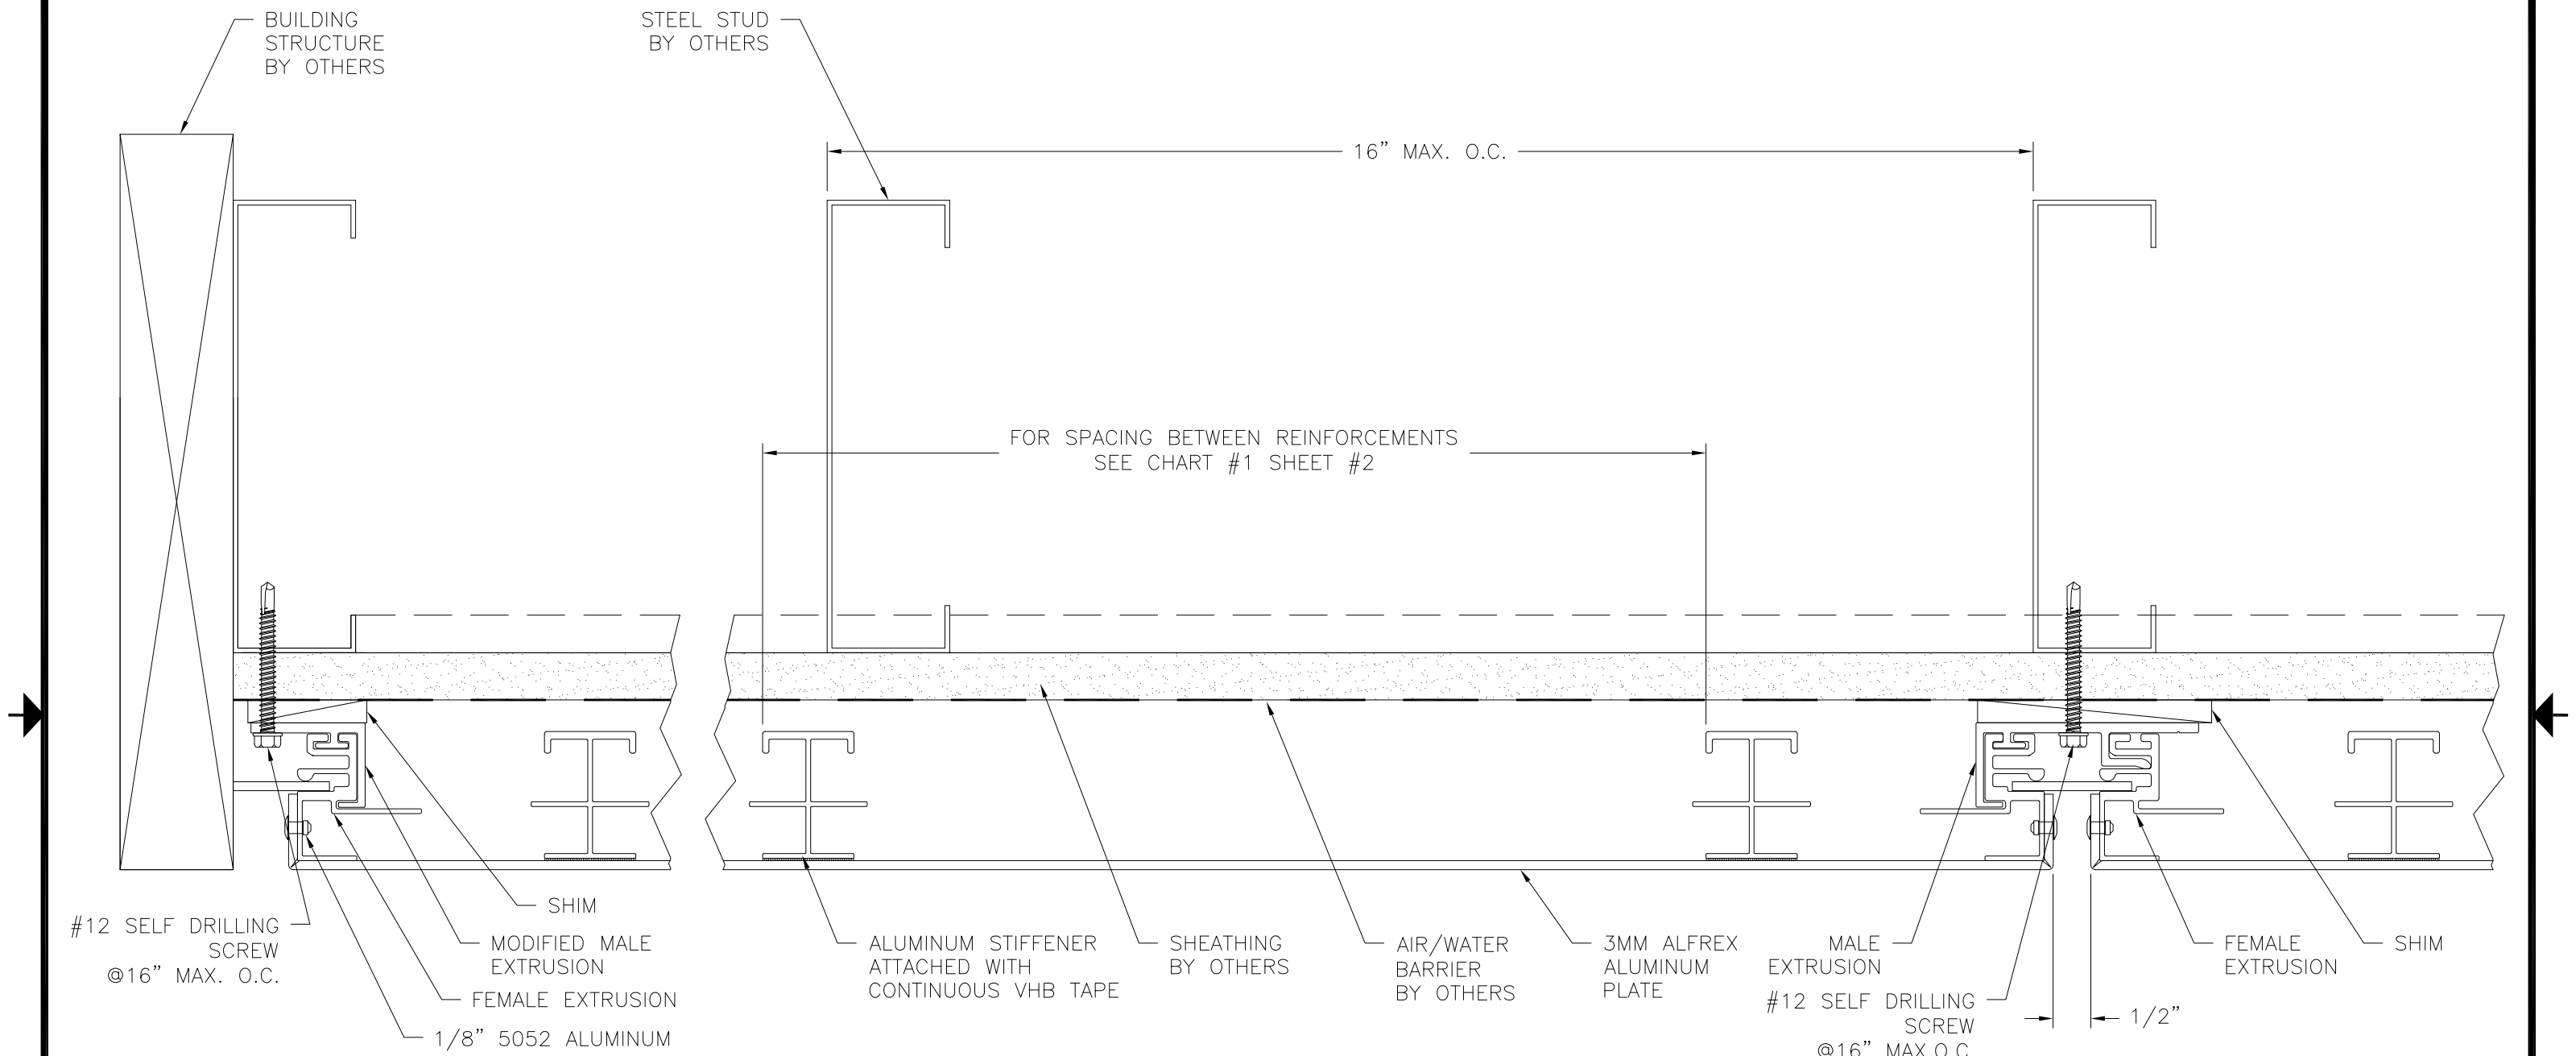 BUILDING
STRUCTURE
BY OTHERS
STEEL STUD
BY OTHERS
16” MAX. O.C.
FOR SPACING BETWEEN REINFORCEMENTS
SEE CHART #1 SHEET #2
#12 SELF DRILLING
SCREW
@16” MAX. O.C.
SHIM
MODIFIED MALE
EXTRUSION
FEMALE EXTRUSION
1/8” 5052 ALUMINUM
ALUMINUM STIFFENER
ATTACHED WITH
CONTINUOUS VHB TAPE
SHEATHING
BY OTHERS
AIR/WATER
BARRIER
BY OTHERS
3MM ALFREX
ALUMINUM
PLATE
MALE
EXTRUSION
#12 SELF DRILLING
SCREW
@16” MAX.O.C.
1/2”
FEMALE
EXTRUSION
SHIM